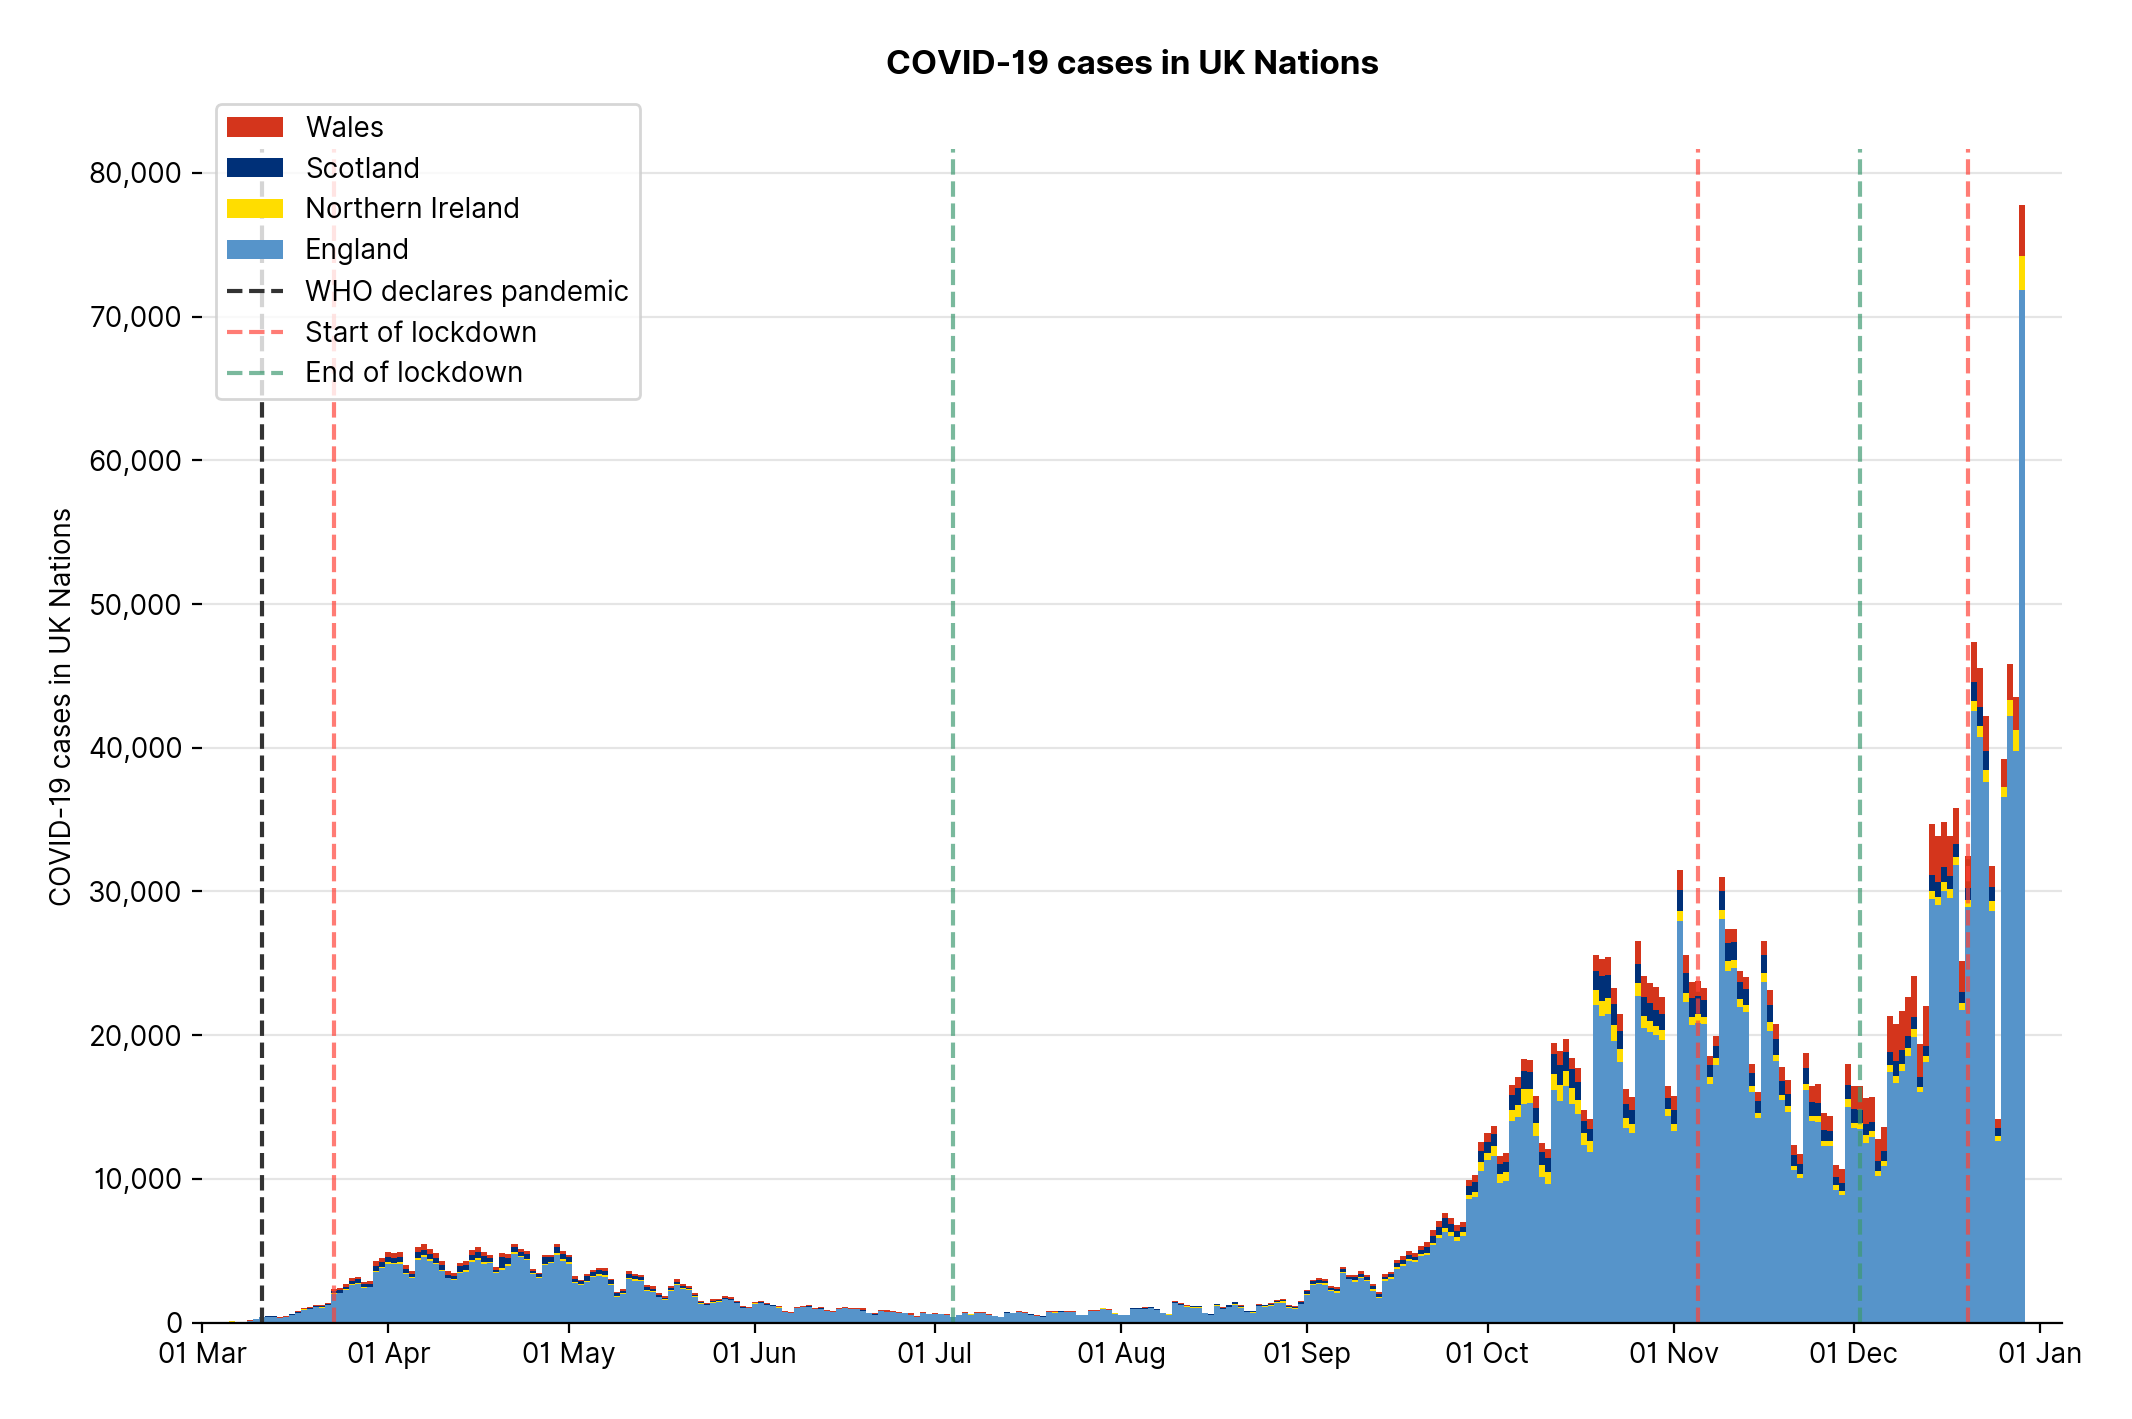 COVID-19 cases in UK Nations
Wales
Scotland
Northern Ireland
England
WHO declares pandemic
Start of lockdown
End of lockdown
COVID-19 cases in UK Nations
80,000
70,000
60,000
50,000
40,000
30,000
20,000
10,000
0
01 Mar
01 Apr
01 May
01 Jun
01 Jul
01 Aug
01 Sep
01 Oct
01 Nov
01 Dec
01 Jan